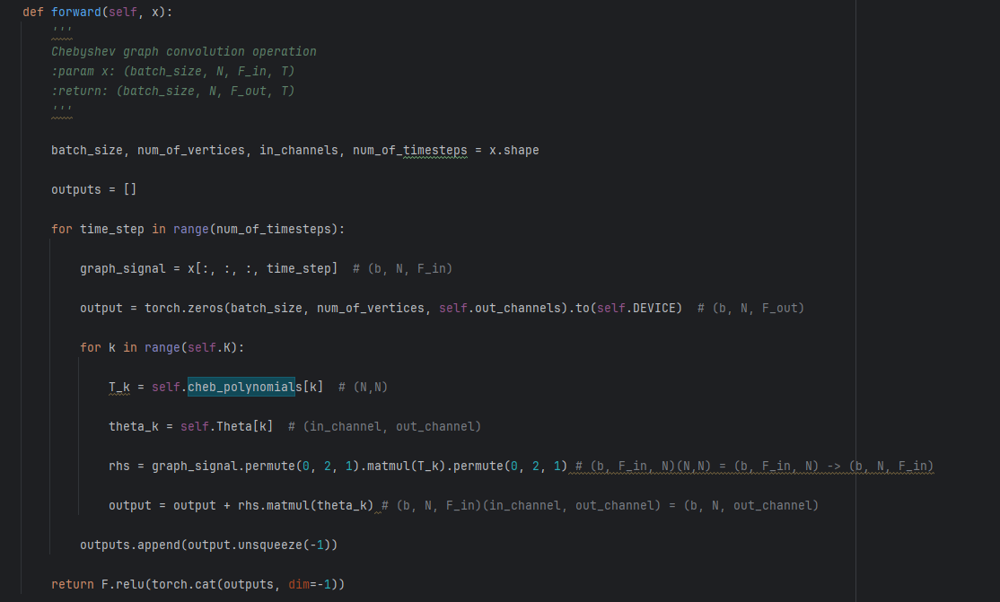 def forward(self, x):
    '''
    Chebyshev graph convolution operation
    :param x: (batch_size, N, F_in, T)
    :return: (batch_size, N, F_out, T)
    '''
    batch_size, num_of_vertices, in_channels, num_of_timesteps = x.shape
    outputs = []
    for time_step in range(num_of_timesteps):
        graph_signal = x[:, :, :, time_step]  # (b, N, F_in)
        output = torch.zeros(batch_size, num_of_vertices, self.out_channels).to(self.DEVICE)  # (b, N, F_out)
        for k in range(self.K):
            T_k = self.cheb_polynomials[k]  # (N,N)
            theta_k = self.Theta[k]  # (in_channel, out_channel)
            rhs = graph_signal.permute(0, 2, 1).matmul(T_k).permute(0, 2, 1) # (b, F_in, N)(N,N) = (b, F_in, N) -> (b, N, F_in)
            output = output + rhs.matmul(theta_k) # (b, N, F_in)(in_channel, out_channel) = (b, N, out_channel)
        outputs.append(output.unsqueeze(-1))
    return F.relu(torch.cat(outputs, dim=-1))